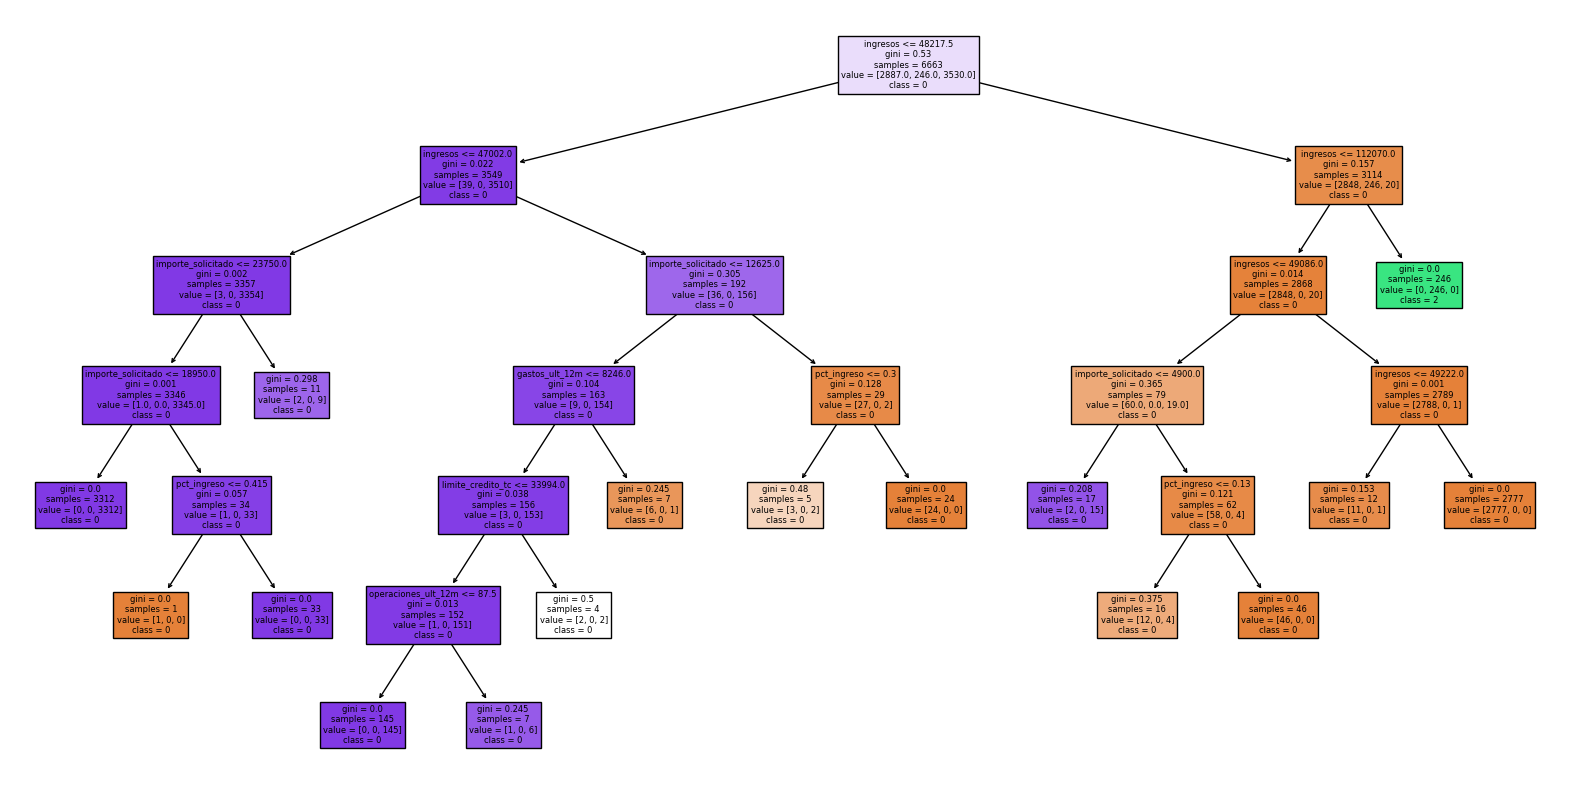 ingresos <= 48217.5
gini = 0.53
samples = 6663
value = [2887.0, 246.0, 3530.0]
class = 0
ingresos <= 47002.0
gini = 0.022
samples = 3549
value = [39, 0, 3510]
class = 0
ingresos <= 112070.0
gini = 0.157
samples = 3114
value = [2848, 246, 20]
class = 0
importe_solicitado <= 23750.0
gini = 0.002
samples = 3357
value = [3, 0, 3354]
class = 0
importe_solicitado <= 12625.0
gini = 0.305
samples = 192
value = [36, 0, 156]
class = 0
ingresos <= 49086.0
gini = 0.014
samples = 2868
value = [2848, 0, 20]
class = 0
gini = 0.0
samples = 246
value = [0, 246, 0]
class = 2
importe_solicitado <= 18950.0
gini = 0.001
samples = 3346
value = [1.0, 0.0, 3345.0]
class = 0
gini = 0.298
samples = 11
value = [2, 0, 9]
class = 0
gastos_ult_12m <= 8246.0
gini = 0.104
samples = 163
value = [9, 0, 154]
class = 0
pct_ingreso <= 0.3
gini = 0.128
samples = 29
value = [27, 0, 2]
class = 0
importe_solicitado <= 4900.0
gini = 0.365
samples = 79
value = [60.0, 0.0, 19.0]
class = 0
ingresos <= 49222.0
gini = 0.001
samples = 2789
value = [2788, 0, 1]
class = 0
gini = 0.0
samples = 3312
value = [0, 0, 3312]
class = 0
pct_ingreso <= 0.415
gini = 0.057
samples = 34
value = [1, 0, 33]
class = 0
limite_credito_tc <= 33994.0
gini = 0.038
samples = 156
value = [3, 0, 153]
class = 0
gini = 0.245
samples = 7
value = [6, 0, 1]
class = 0
gini = 0.48
samples = 5
value = [3, 0, 2]
class = 0
gini = 0.0
samples = 24
value = [24, 0, 0]
class = 0
gini = 0.208
samples = 17
value = [2, 0, 15]
class = 0
pct_ingreso <= 0.13
gini = 0.121
samples = 62
value = [58, 0, 4]
class = 0
gini = 0.153
samples = 12
value = [11, 0, 1]
class = 0
gini = 0.0
samples = 2777
value = [2777, 0, 0]
class = 0
gini = 0.0
samples = 1
value = [1, 0, 0]
class = 0
gini = 0.0
samples = 33
value = [0, 0, 33]
class = 0
operaciones_ult_12m <= 87.5
gini = 0.013
samples = 152
value = [1, 0, 151]
class = 0
gini = 0.5
samples = 4
value = [2, 0, 2]
class = 0
gini = 0.375
samples = 16
value = [12, 0, 4]
class = 0
gini = 0.0
samples = 46
value = [46, 0, 0]
class = 0
gini = 0.0
samples = 145
value = [0, 0, 145]
class = 0
gini = 0.245
samples = 7
value = [1, 0, 6]
class = 0